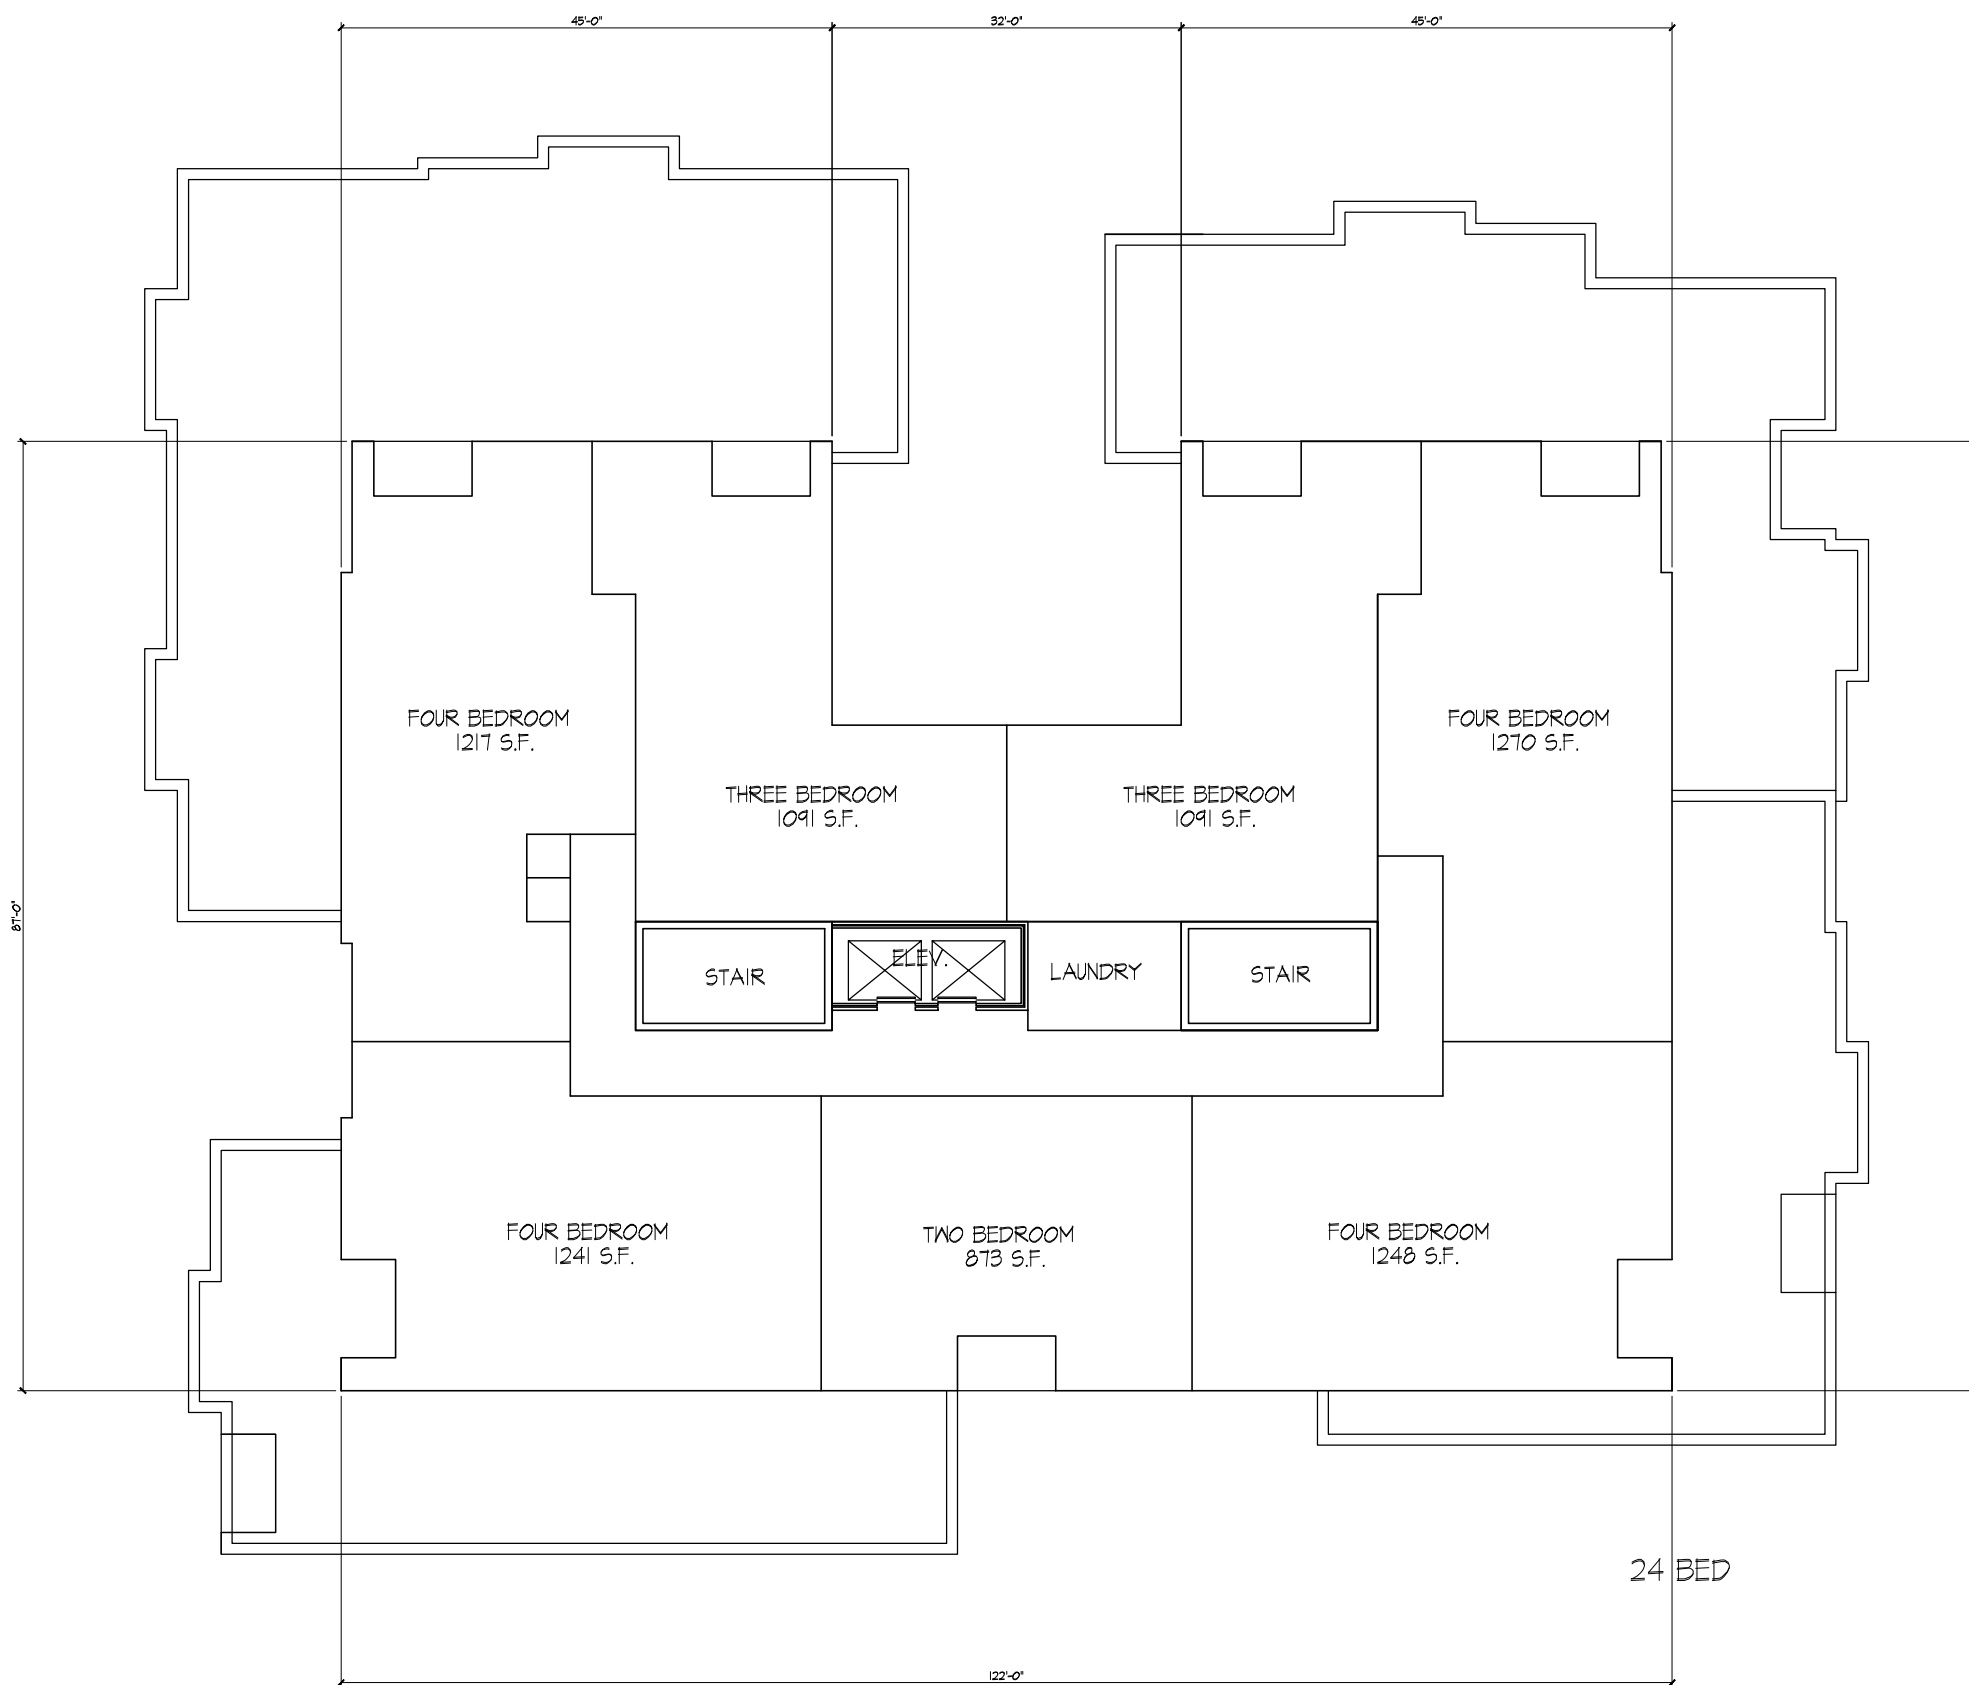 45'-0"
32'-0"
45'-0"
87'-0"
FOUR BEDROOM
1217 S.F.
FOUR BEDROOM
1270 S.F.
THREE BEDROOM
1091 S.F.
THREE BEDROOM
1091 S.F.
STAIR
ELEV.
LAUNDRY
STAIR
FOUR BEDROOM
1241 S.F.
TWO BEDROOM
873 S.F.
FOUR BEDROOM
1248 S.F.
24 BED
122'-0"